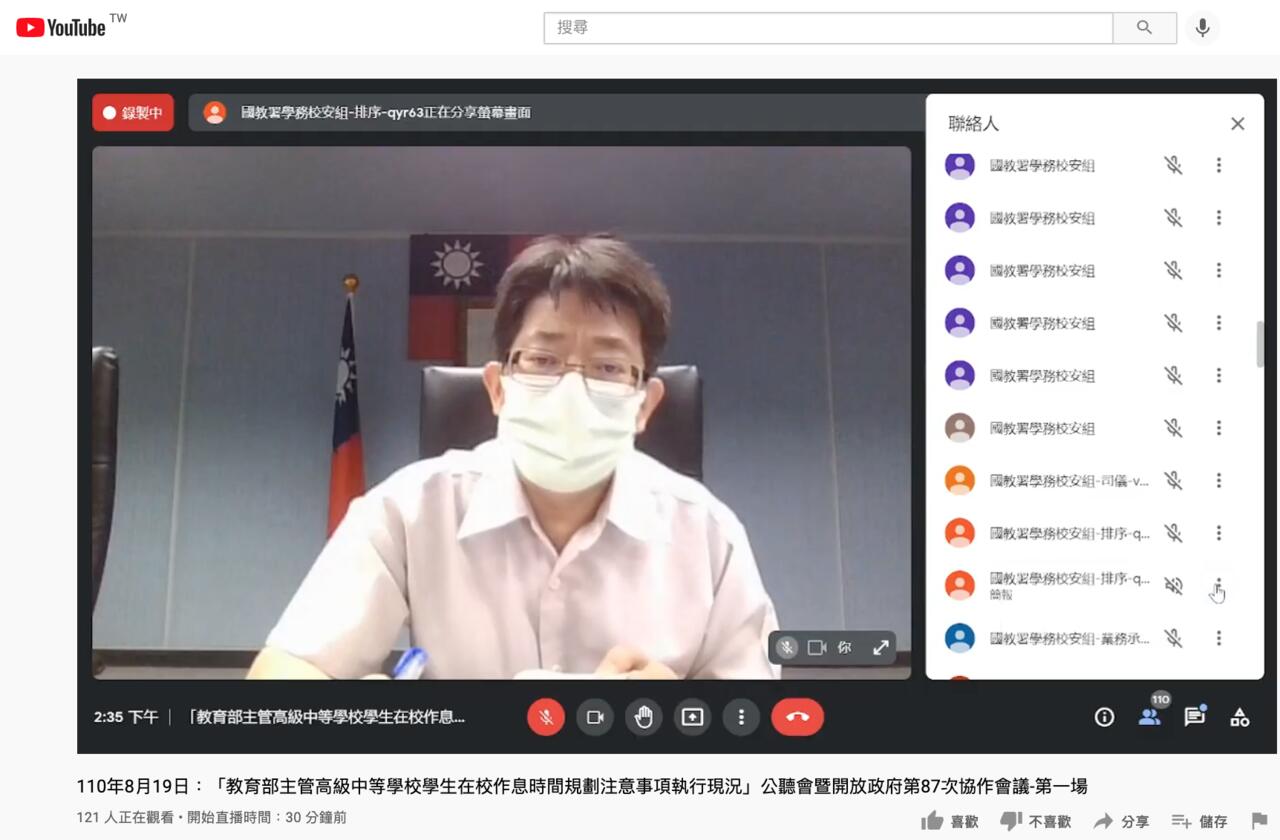 YouTube TW
搜尋
錄製中
國教署學務校安組-排序-qyr63正在分享螢幕畫面
聯絡人
國教署學務校安組
國教署學務校安組
國教署學務校安組
國教署學務校安組
國教署學務校安組
國教署學務校安組
國教署學務校安組-司儀-v...
國教署學務校安組-排序-q...
國教署學務校安組-排序-q...
簡報
國教署學務校安組-業務承...
你
2:35 下午 | 「教育部主管高級中等學校學生在校作息...
110
110年8月19日：「教育部主管高級中等學校學生在校作息時間規劃注意事項執行現況」公聽會暨開放政府第87次協作會議-第一場
121 人正在觀看 • 開始直播時間：30 分鐘前
喜歡
不喜歡
分享
儲存